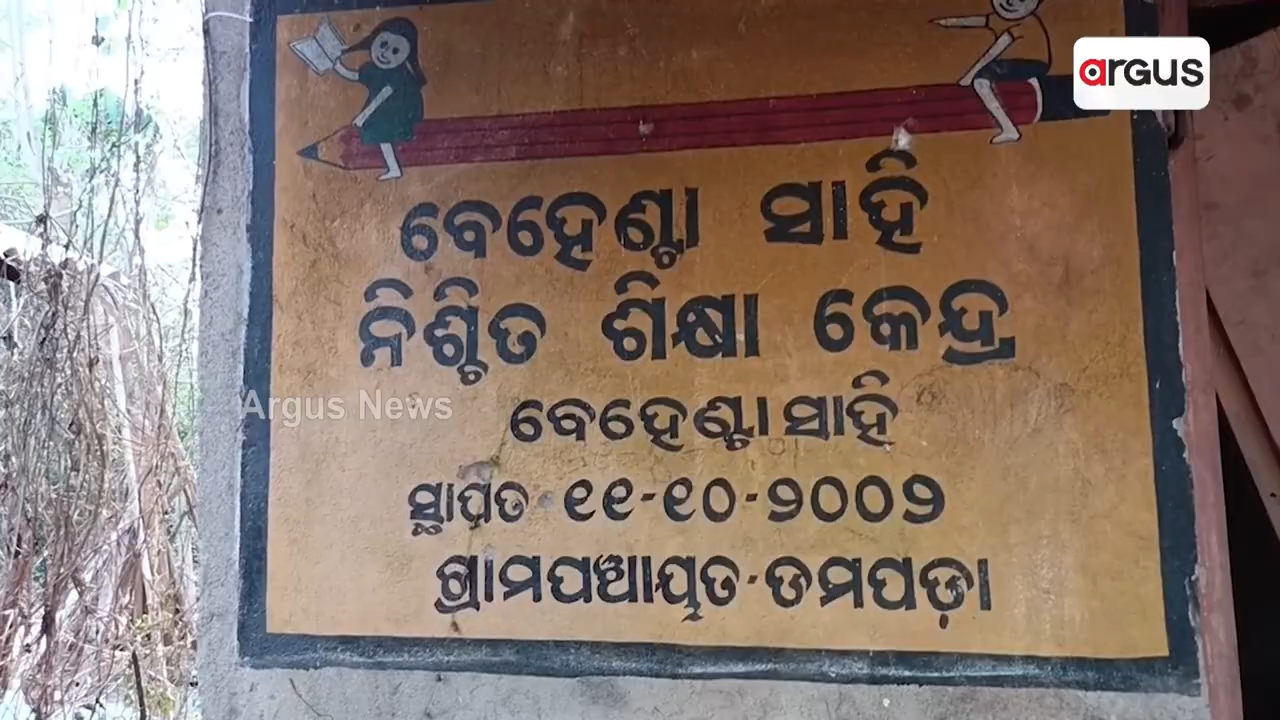 argus
ବେହେଣ୍ଟା ସାହି
ନିଶ୍ଚିତ ଶିକ୍ଷା କେନ୍ଦ୍ର
Argus News
ବେହେଣ୍ଟା ସାହି
ସ୍ଥାପିତ-୧୧-୧୦-୨୦୦୨
ଗ୍ରାମପଞ୍ଚାୟତ-ଡମପଡ଼ା